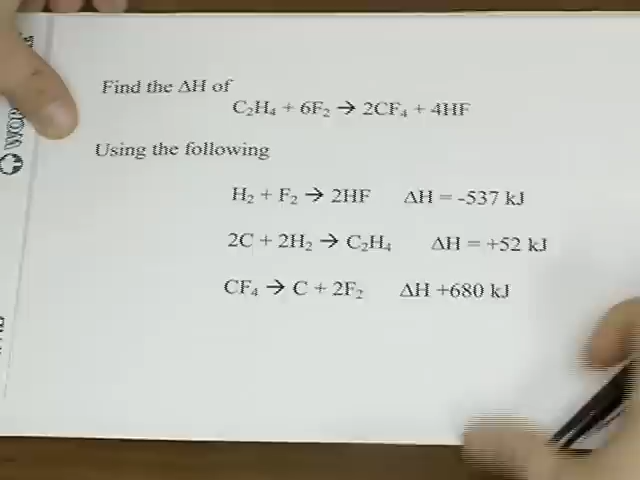 Find the ΔH of
C₂H₄ + 6F₂ → 2CF₄ + 4HF
Using the following
H₂ + F₂ → 2HF ΔH = -537 kJ
2C + 2H₂ → C₂H₄ ΔH = +52 kJ
CF₄ → C + 2F₂ ΔH +680 kJ